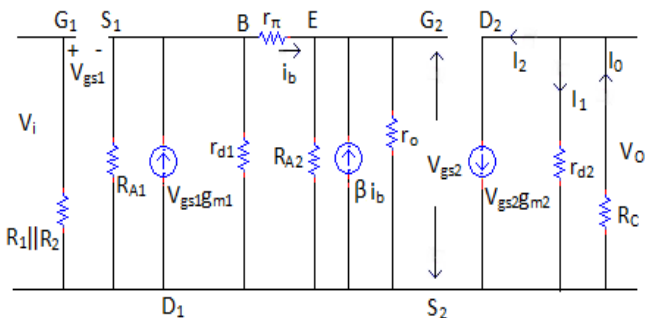 G1 S1 B rπ E G2 D2
+ -
Vgs1
ib
I2
I1
IO
Vi
RA1
Vgs1gm1
rd1
RA2
βib
ro
Vgs2
Vgs2gm2
rd2
VO
RC
R1||R2
D1
S2